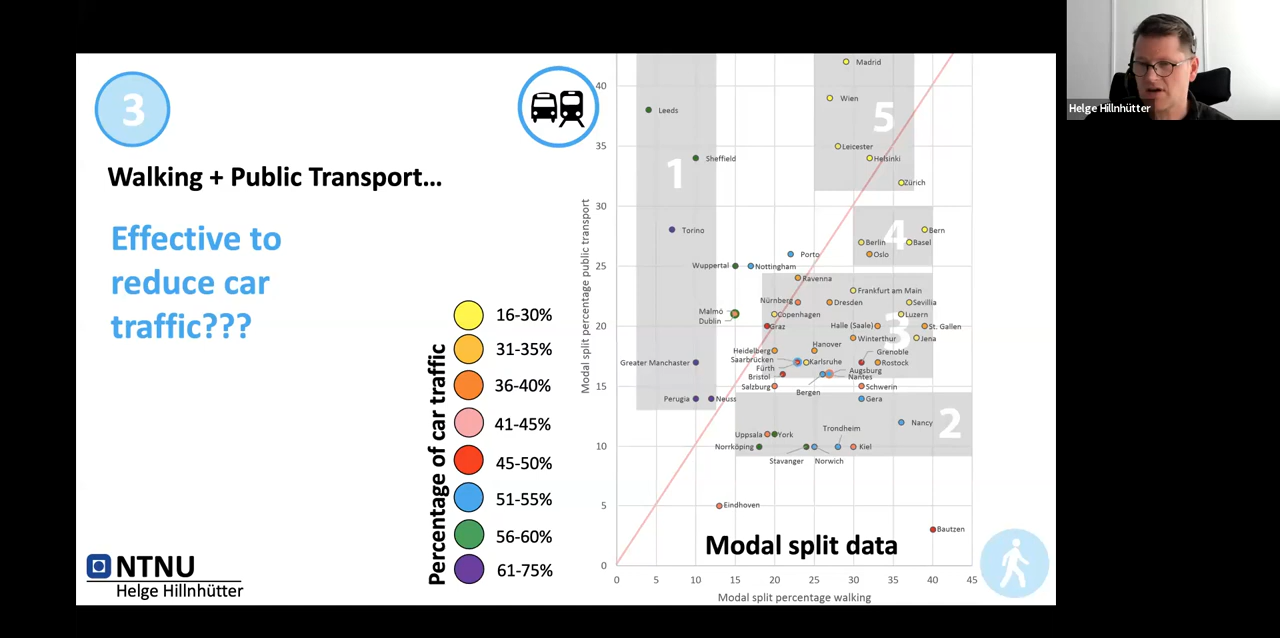 Helge Hillnhütter
3
Walking + Public Transport...
Effective to
reduce car
traffic???
Percentage of car traffic
16-30%
31-35%
36-40%
41-45%
45-50%
51-55%
56-60%
61-75%
NTNU
Helge Hillnhütter
Modal split percentage public transport
40
35
30
25
20
15
10
5
0
0
5
10
15
20
25
30
35
40
45
Modal split percentage walking
Modal split data
1
5
4
3
2
Madrid
Wien
Leeds
Leicester
Sheffield
Helsinki
Zürich
Torino
Bern
Berlin
Basel
Porto
Oslo
Wuppertal
Nottingham
Ravenna
Frankfurt am Main
Nürnberg
Dresden
Sevillia
Malmö
Dublin
Copenhagen
Luzern
Graz
Halle (Saale)
St. Gallen
Winterthur
Jena
Hanover
Heidelberg
Grenoble
Saarbrücken
Karlsruhe
Rostock
Greater Manchaster
Fürth
Augsburg
Bristol
Nantes
Salzburg
Schwerin
Bergen
Perugia
Neuss
Gera
Nancy
Trondheim
Uppsala
York
Norrköping
Kiel
Stavanger
Norwich
Eindhoven
Bautzen